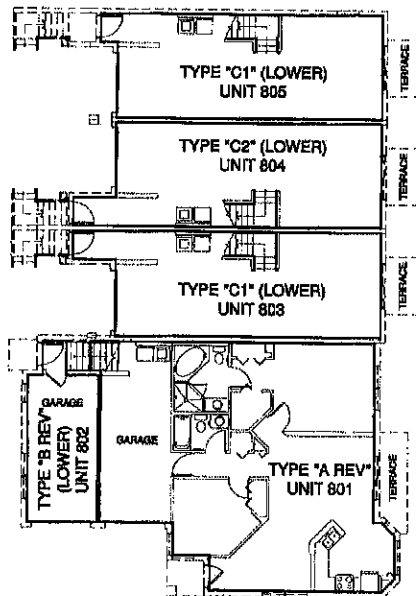 TYPE "C1" (LOWER)
UNIT 805
TERRACE
TYPE "C2" (LOWER)
UNIT 804
TERRACE
TYPE "C1" (LOWER)
UNIT 803
TERRACE
GARAGE
TYPE "B REV"
(LOWER)
UNIT 802
GARAGE
TYPE "A REV"
UNIT 801
TERRACE